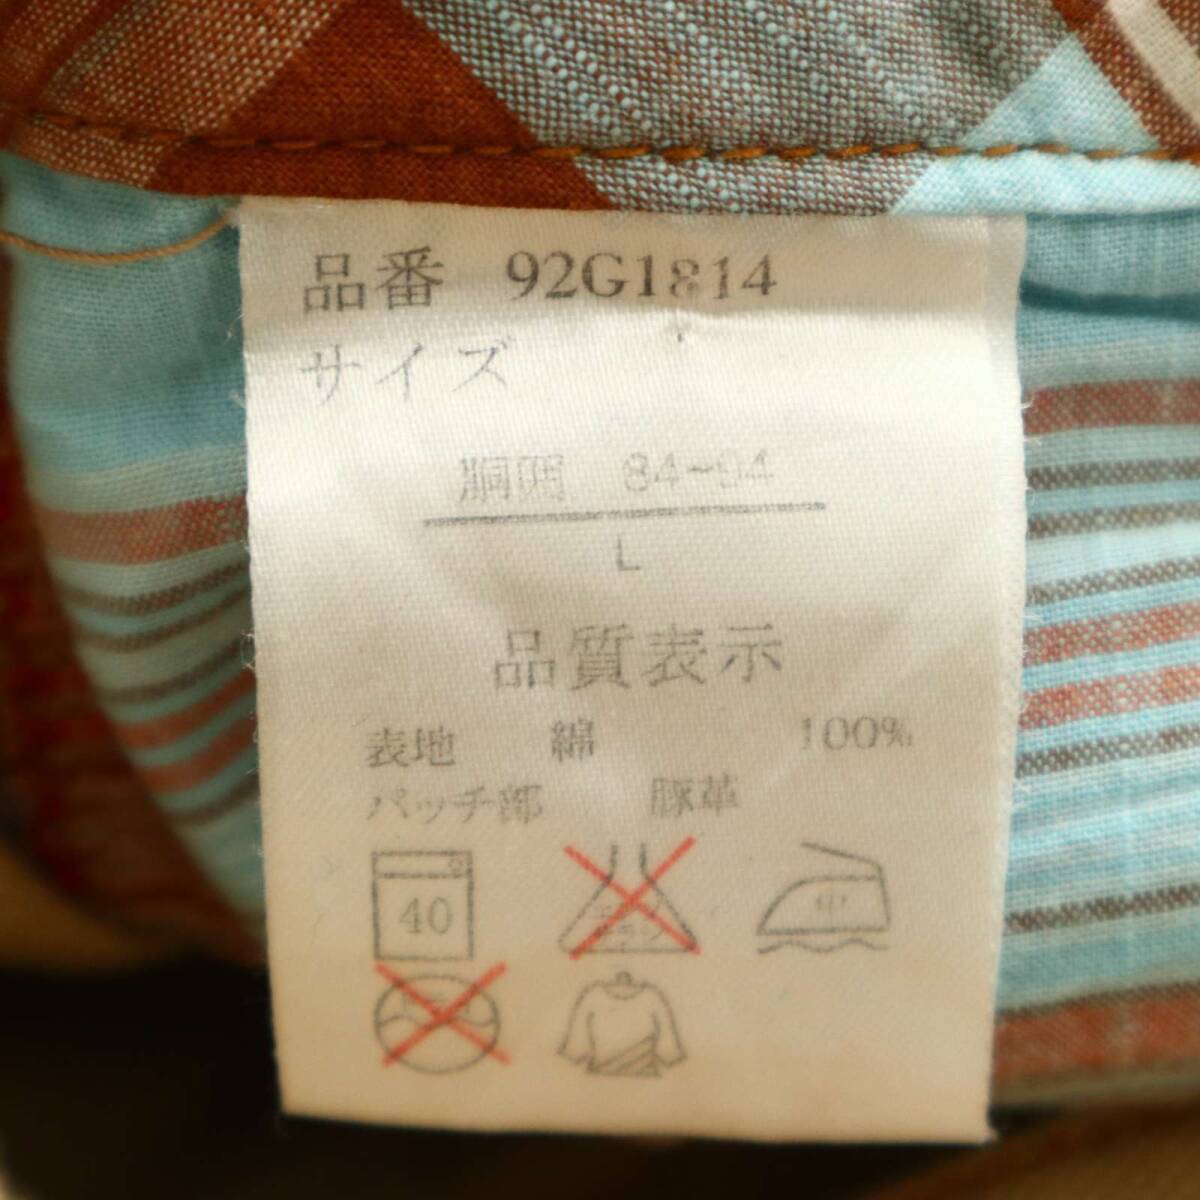 品番 92G1814
サイズ
胴囲 84~94
L
品質表示
表地 綿 100%
パッチ部 豚革
40
中